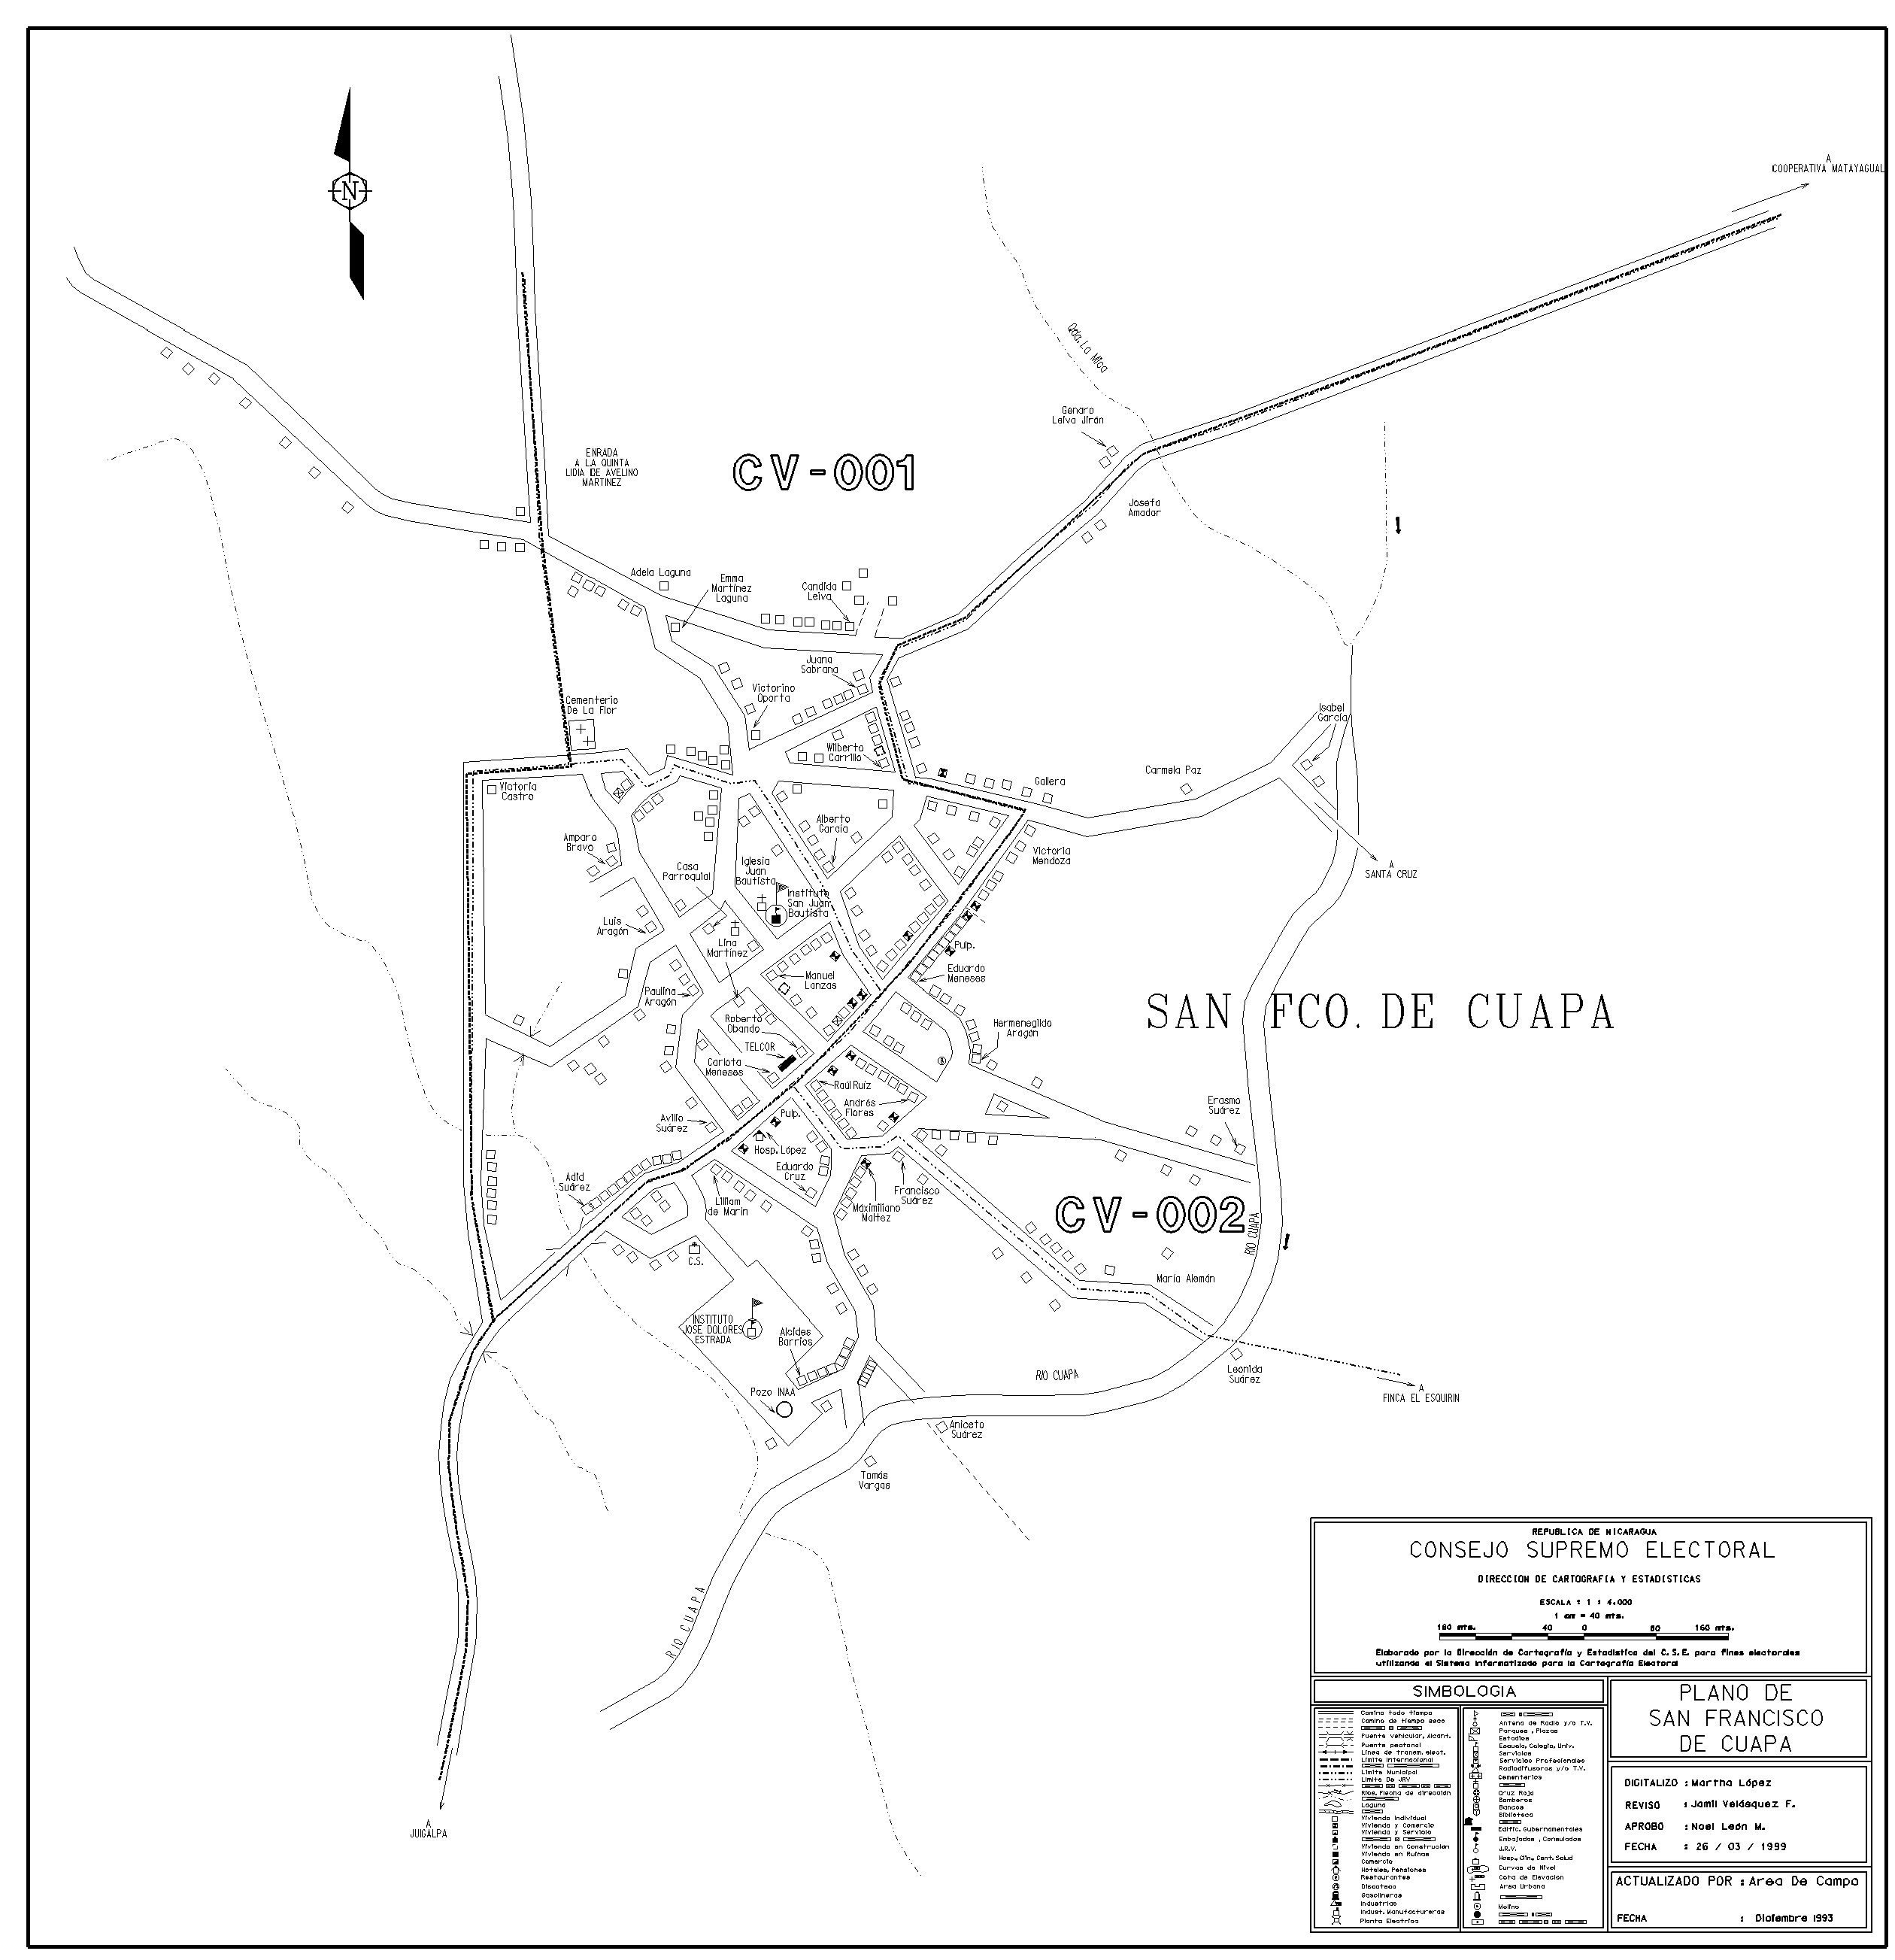 A
COOPERATIVA MATAYAGUAL
N
Qda. La Mica
Genaro
Leiva Jirán
ENRADA
A LA QUINTA
LIDIA DE AVELINO
MARTINEZ
CV-001
Josefa
Amador
Adela Laguna
Emma
Martínez
Laguna
Candida
Leiva
Juana
Sabrana
Victorino
Oporta
Cementerio
De La Flor
Isabel
García
Wilberto
Carrillo
Victoria
Castro
Gallera
Carmela Paz
Alberto
García
Amparo
Bravo
Victoria
Mendoza
Casa
Parroquial
Iglesia
Juan
Bautista
A
SANTA CRUZ
Instituto
San Juan
Bautista
Luis
Aragón
Lina
Martínez
Pulp.
Eduardo
Meneses
Manuel
Lanzas
Paulina
Aragón
SAN FCO. DE CUAPA
Roberto
Obando
Hermenegildo
Aragón
TELCOR
Carlota
Meneses
Raúl Ruiz
Andrés
Flores
Pulp.
Erasmo
Suárez
Avilio
Suárez
Hosp. López
Eduardo
Cruz
Adid
Suárez
Francisco
Suárez
Liliam
de Marín
Máximiliano
Maltez
CV-002
RIO CUAPA
C.S.
María Alemán
INSTITUTO
JOSE DOLORES
ESTRADA
Alcides
Barrios
Leonida
Suárez
RIO CUAPA
Pozo INAA
A
FINCA EL ESQUIRIN
Aniceto
Suárez
Tomás
Vargas
RIO CUAPA
A
JUIGALPA
REPUBLICA DE NICARAGUA
CONSEJO SUPREMO ELECTORAL
DIRECCION DE CARTOGRAFIA Y ESTADISTICAS
ESCALA : 1 : 4.000
1 cm = 40 mts.
160 mts. 40 0 80 160 mts.
Elaborado por la Dirección de Cartografía y Estadística del C.S.E. para fines electorales
utilizando el Sistema Informatizado para la Cartografía Electoral
SIMBOLOGIA
Camino todo tiempo
Camino de tiempo seco
Puente vehicular, Alcant.
Puente peatonal
Línea de transm. elect.
Límite Internacional
Límite Municipal
Límite De JRV
Ríos, Flecha de dirección
Laguna
Vivienda Individual
Vivienda y Comercio
Vivienda y Servicio
Vivienda en Construcción
Vivienda en Ruinas
Comercio
Hoteles, Pensiones
Restaurantes
Discoteca
Gasolineras
Industrias
Indust. Manufactureras
Planta Electrica
Antena de Radio y/o T.V.
Parques , Plazas
Estadios
Escuela, Colegio, Univ.
Servicios
Servicios Profesionales
Radiodifusoras y/o T.V.
Cementerios
Cruz Roja
Bomberos
Bancos
Biblioteca
Edific. Gubernamentales
Embajadas , Consulados
J.R.V.
Hosp., Clin., Cent. Salud
Curvas de Nivel
Cota de Elevación
Area Urbana
Molino
PLANO DE
SAN FRANCISCO
DE CUAPA
DIGITALIZO : Martha López
REVISO : Jamil Velásquez F.
APROBO : Noel León M.
FECHA : 26 / 03 / 1999
ACTUALIZADO POR : Area De Campo
FECHA : Diciembre 1993